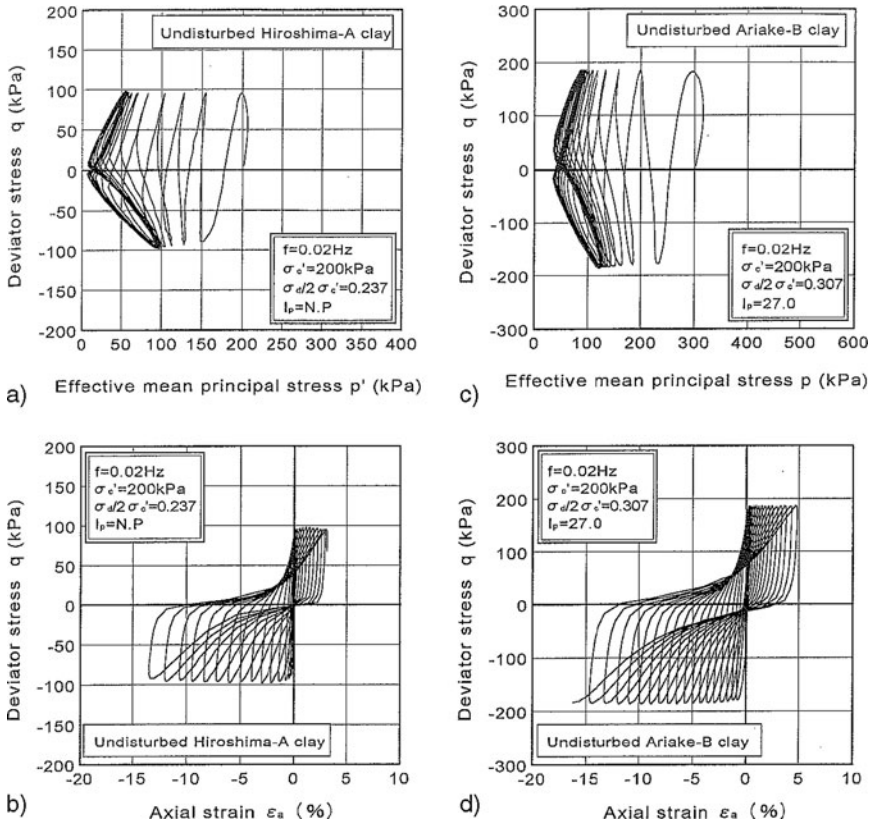 Undisturbed Hiroshima-A clay
Deviator stress q (kPa)
200
150
100
50
0
-50
-100
-150
-200
f=0.02Hz
σc'=200kPa
σd/2σc'=0.237
Ip=N.P
0 50 100 150 200 250 300 350 400
Effective mean principal stress p' (kPa)
a)
Undisturbed Ariake-B clay
Deviator stress q (kPa)
300
200
100
0
-100
-200
-300
f=0.02Hz
σc'=200kPa
σd/2σc'=0.307
Ip=27.0
0 100 200 300 400 500 600
Effective mean principal stress p (kPa)
c)
f=0.02Hz
σc'=200kPa
σd/2σc'=0.237
Ip=N.P
Deviator stress q (kPa)
200
150
100
50
0
-50
-100
-150
-200
Undisturbed Hiroshima-A clay
-20 -15 -10 -5 0 5 10
Axial strain εa (%)
b)
f=0.02Hz
σc'=200kPa
σd/2σc'=0.307
Ip=27.0
Deviator stress q (kPa)
300
200
100
0
-100
-200
-300
Undisturbed Ariake-B clay
-20 -15 -10 -5 0 5 10
Axial strain εa (%)
d)